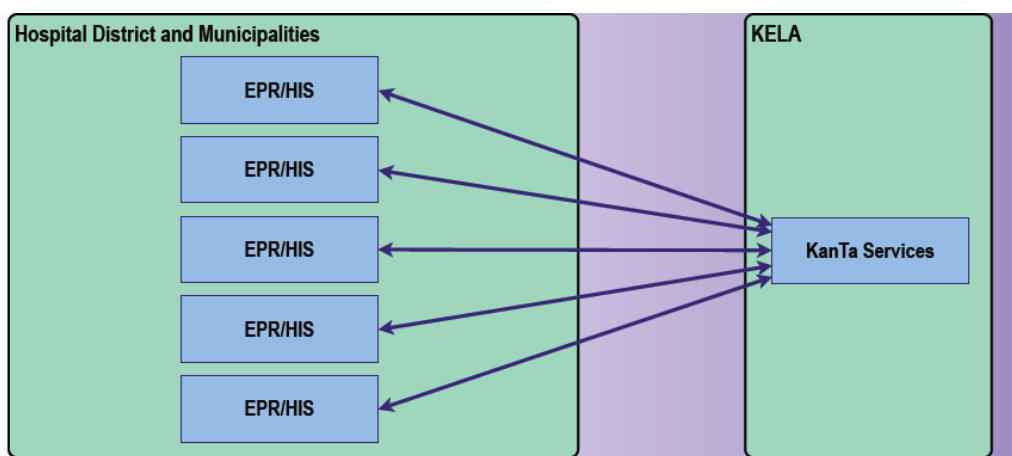 Hospital District and Municipalities
EPR/HIS
EPR/HIS
EPR/HIS
EPR/HIS
EPR/HIS
KELA
KanTa Services